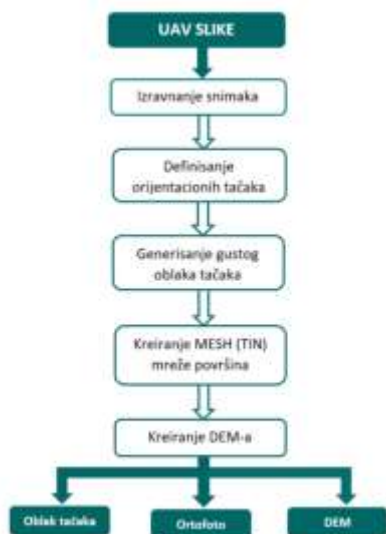 UAV SLIKE
Izravnanje snimaka
Definisanje
orijentacionih tačaka
Generisanje gustog
oblaka tačaka
Kreiranje MESH (TIN)
mreže površina
Kreiranje DEM-a
Oblak tačaka
Ortofoto
DEM